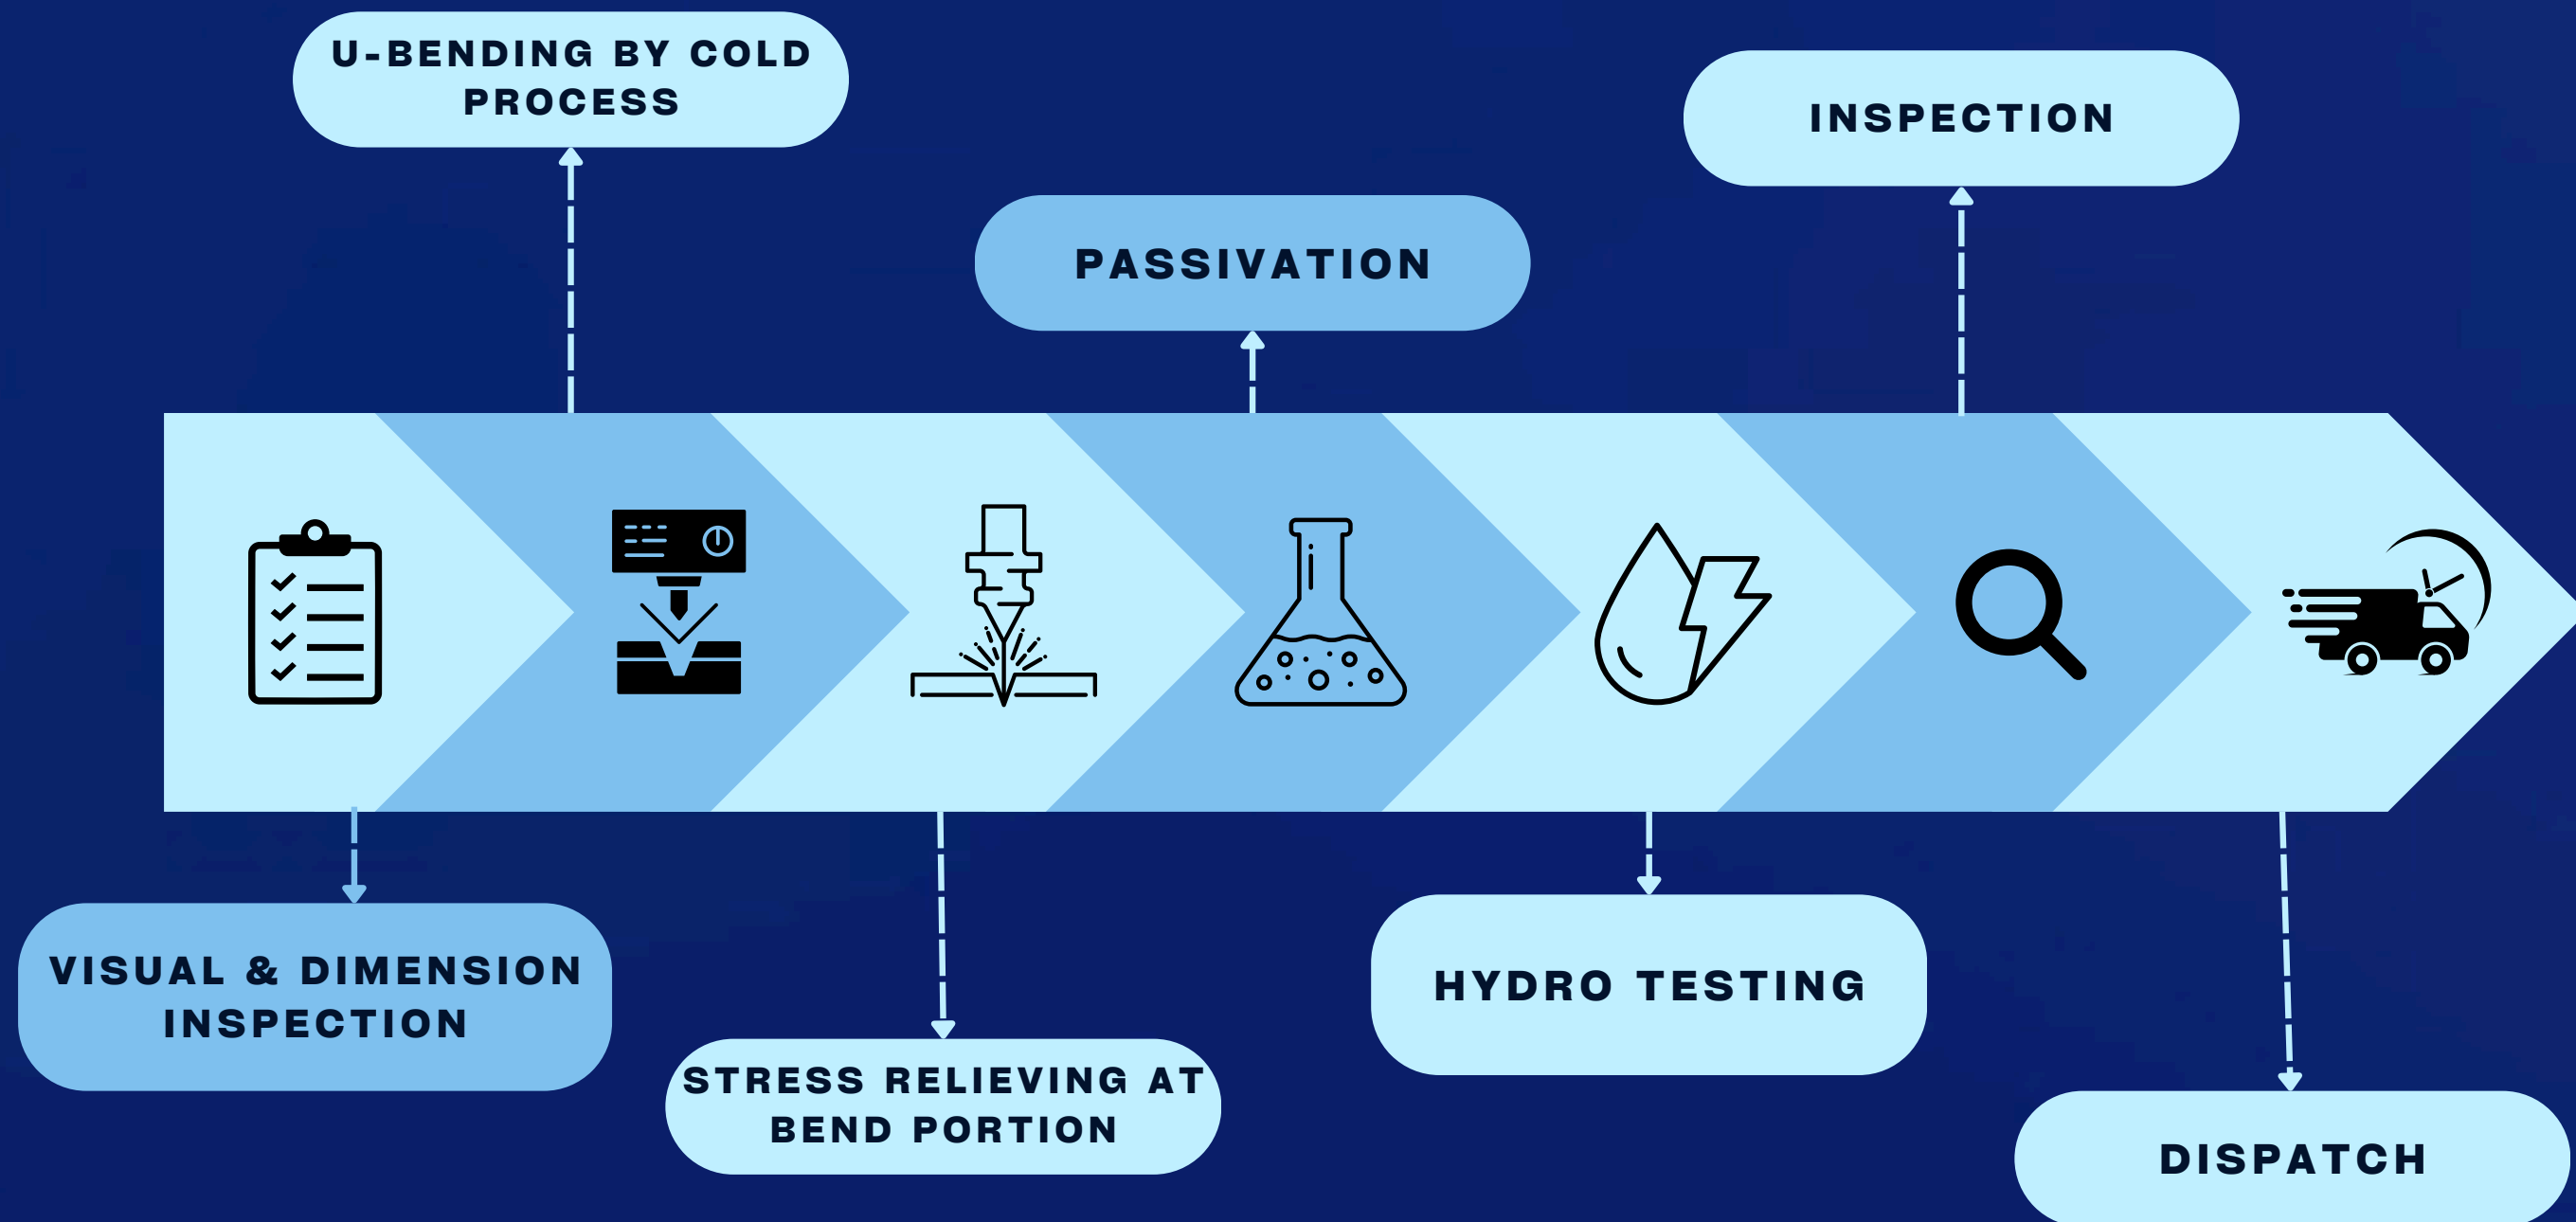 U-BENDING BY COLD
PROCESS
INSPECTION
PASSIVATION
VISUAL & DIMENSION
INSPECTION
HYDRO TESTING
STRESS RELIEVING AT
BEND PORTION
DISPATCH